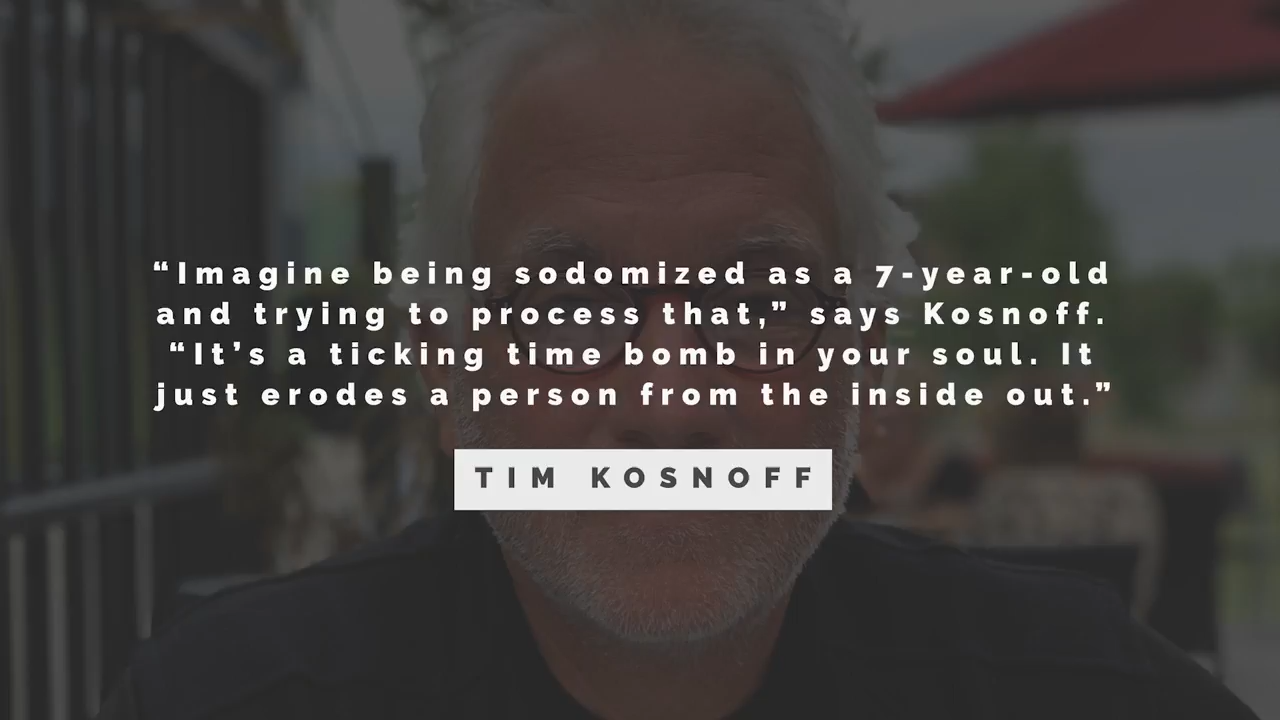 “Imagine being sodomized as a 7-year-old
and trying to process that,” says Kosnoff.
“It’s a ticking time bomb in your soul. It
just erodes a person from the inside out.”
TIM KOSNOFF